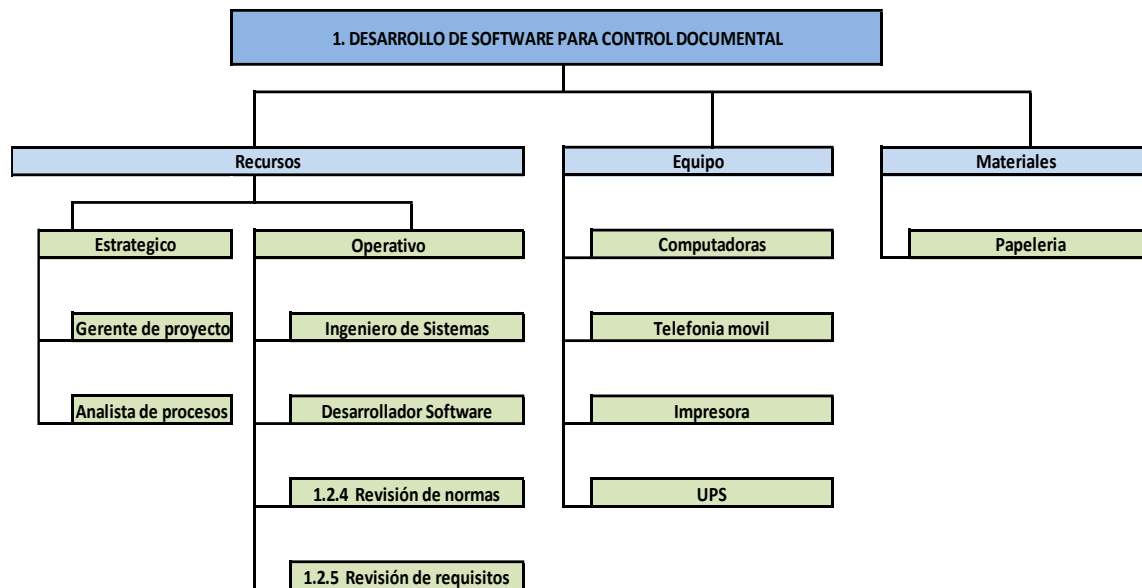 1. DESARROLLO DE SOFTWARE PARA CONTROL DOCUMENTAL
Recursos
Equipo
Materiales
Estrategico
Operativo
Computadoras
Papeleria
Gerente de proyecto
Ingeniero de Sistemas
Telefonia movil
Analista de procesos
Desarrollador Software
Impresora
1.2.4 Revisión de normas
UPS
1.2.5 Revisión de requisitos